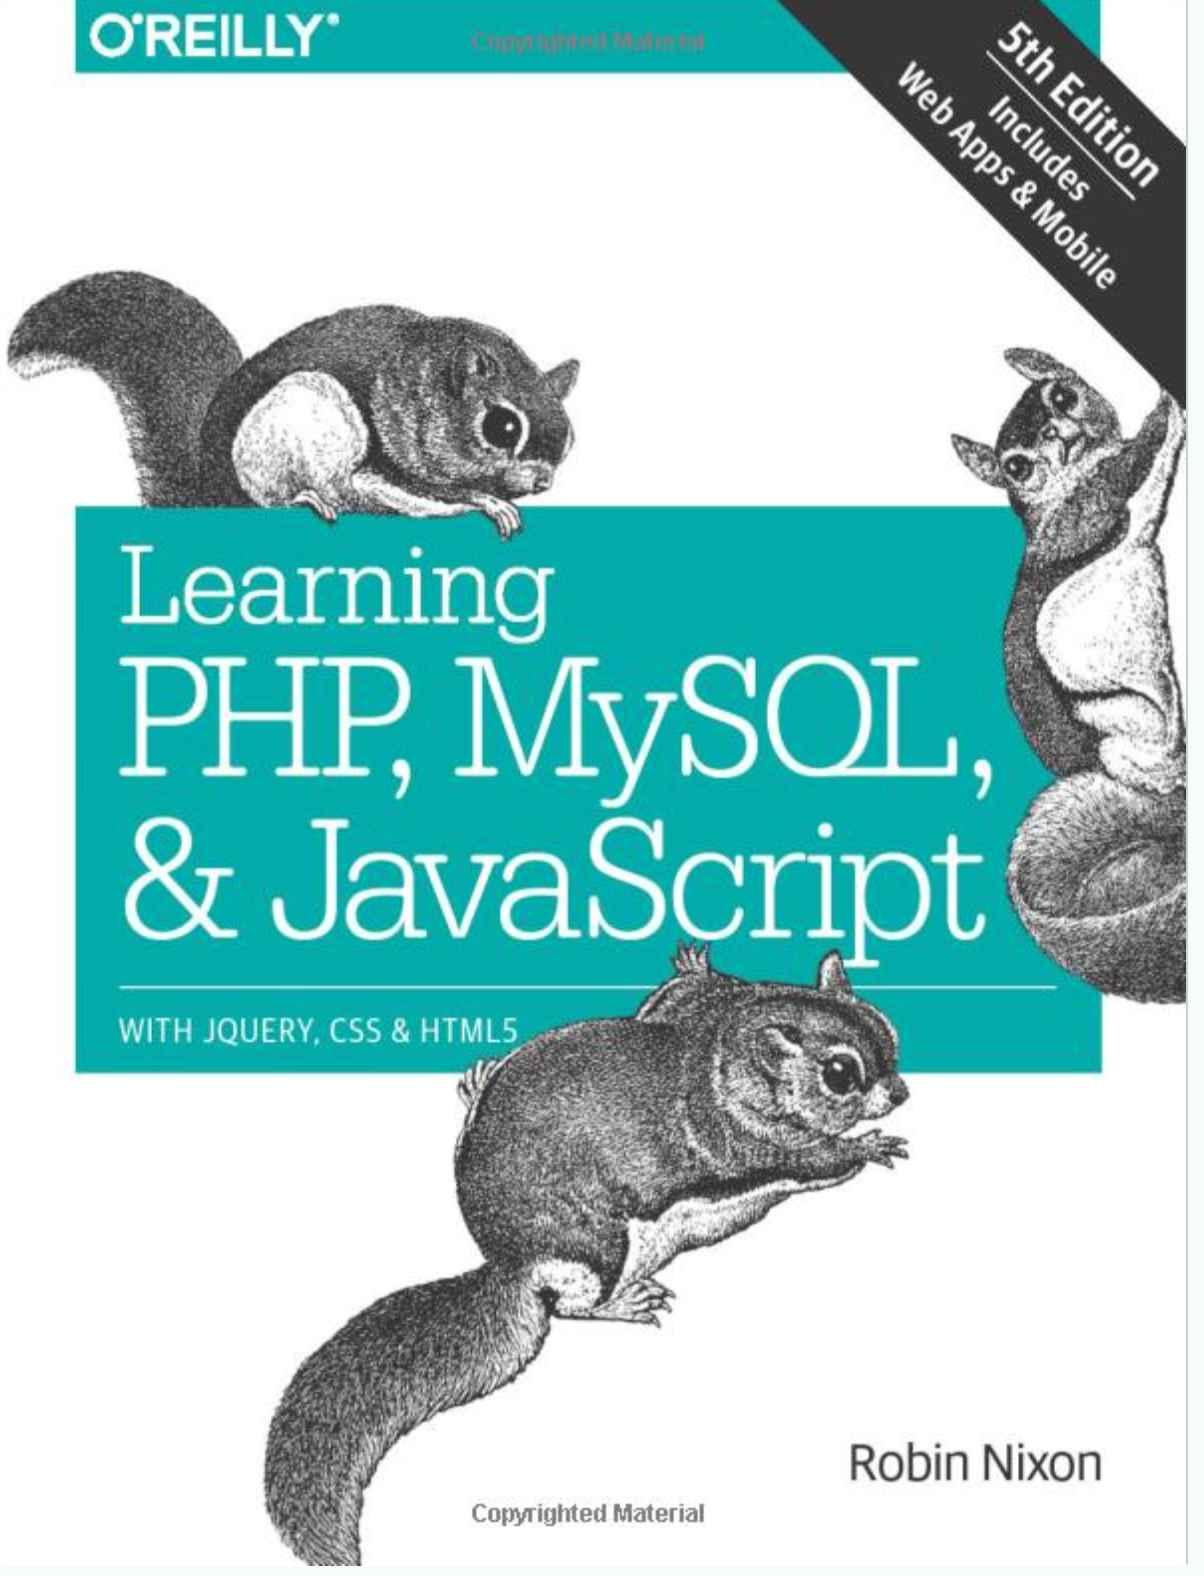 O'REILLY®
Copyrighted Material
5th Edition
Includes
Web Apps & Mobile
Learning
PHP, MySQL,
& JavaScript
WITH JQUERY, CSS & HTML5
Robin Nixon
Copyrighted Material